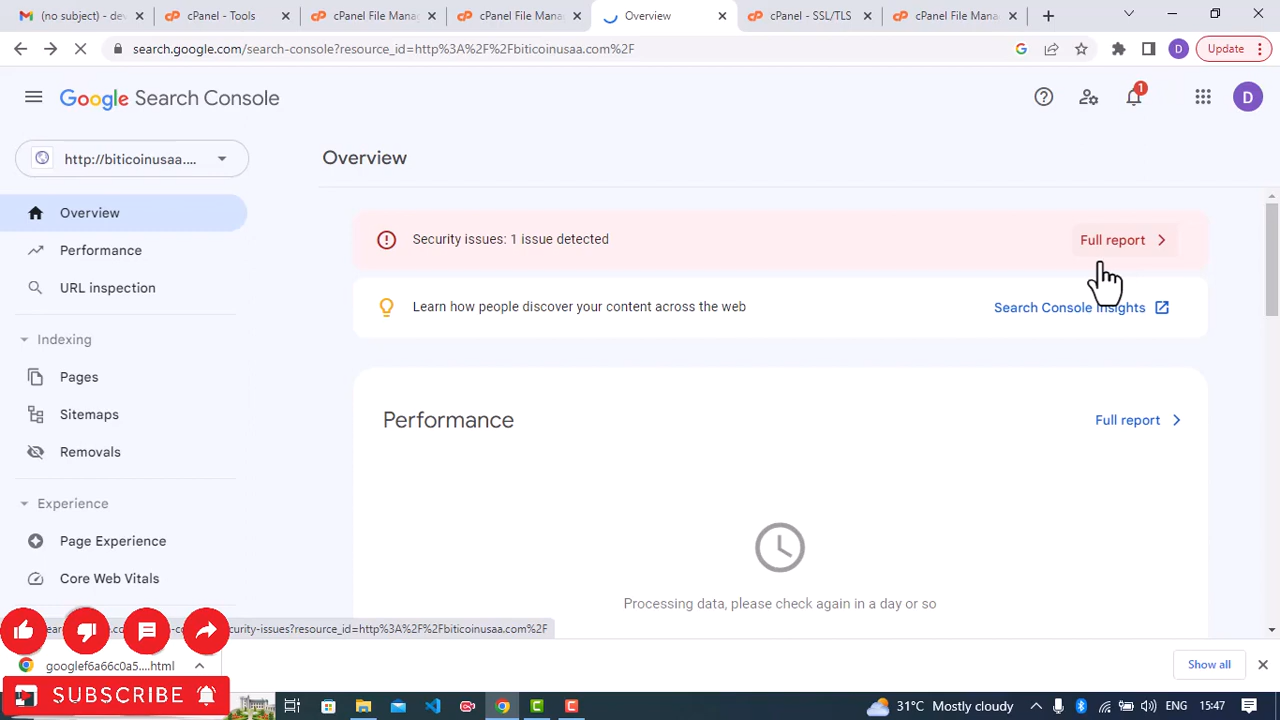 (no subject) - dev
cPanel - Tools
cPanel File Mana
cPanel File Mana
Overview
cPanel - SSL/TLS
cPanel File Mana
search.google.com/search-console?resource_id=http%3A%2F%2Fbiticoinusaa.com%2F
D
Update
Google Search Console
1
D
http://biticoinusaa....
Overview
Overview
Security issues: 1 issue detected
Full report
Performance
URL inspection
Learn how people discover your content across the web
Search Console Insights
Indexing
Pages
Performance
Full report
Sitemaps
Removals
Experience
Page Experience
Core Web Vitals
Processing data, please check again in a day or so
security-issues?resource_id=http%3A%2F%2Fbiticoinusaa.com%2F
googlef6a66c0a5....html
Show all
SUBSCRIBE
31°C Mostly cloudy
ENG
15:47